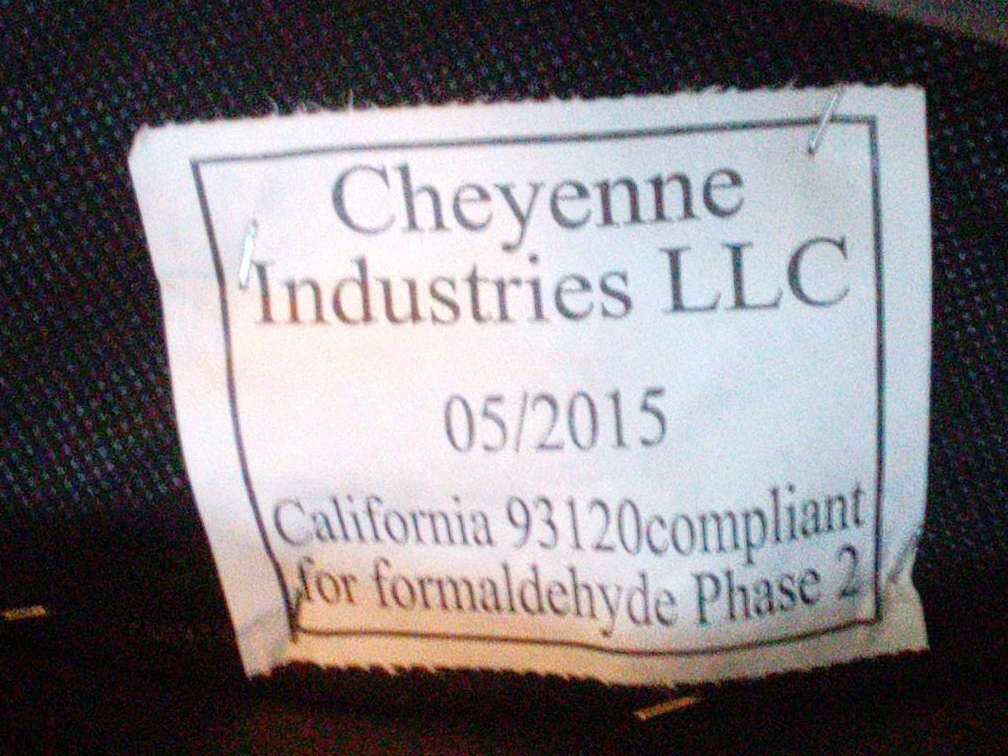 Cheyenne
Industries LLC
05/2015
California 93120compliant
for formaldehyde Phase 2